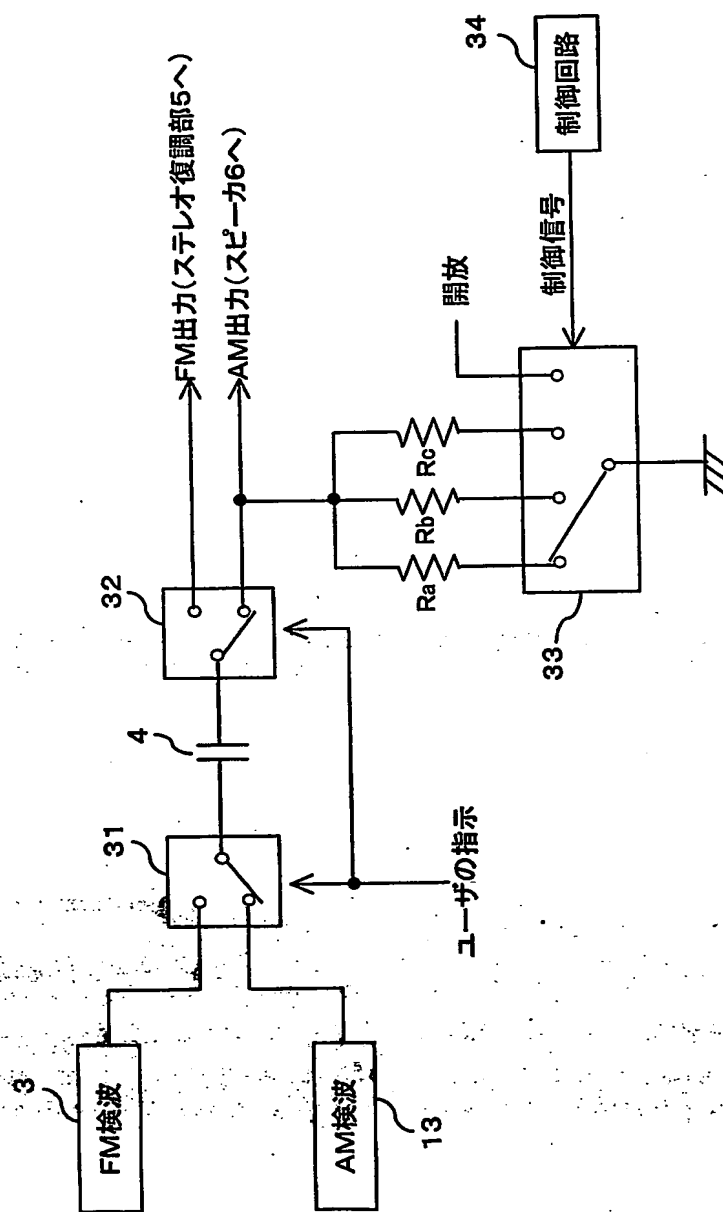 3
FM検波
AM検波
13
31
4
32
FM出力(ステレオ復調部5へ)
AM出力(スピーカ6へ)
ユーザの指示
Ra
Rb
Rc
開放
33
制御信号
34
制御回路